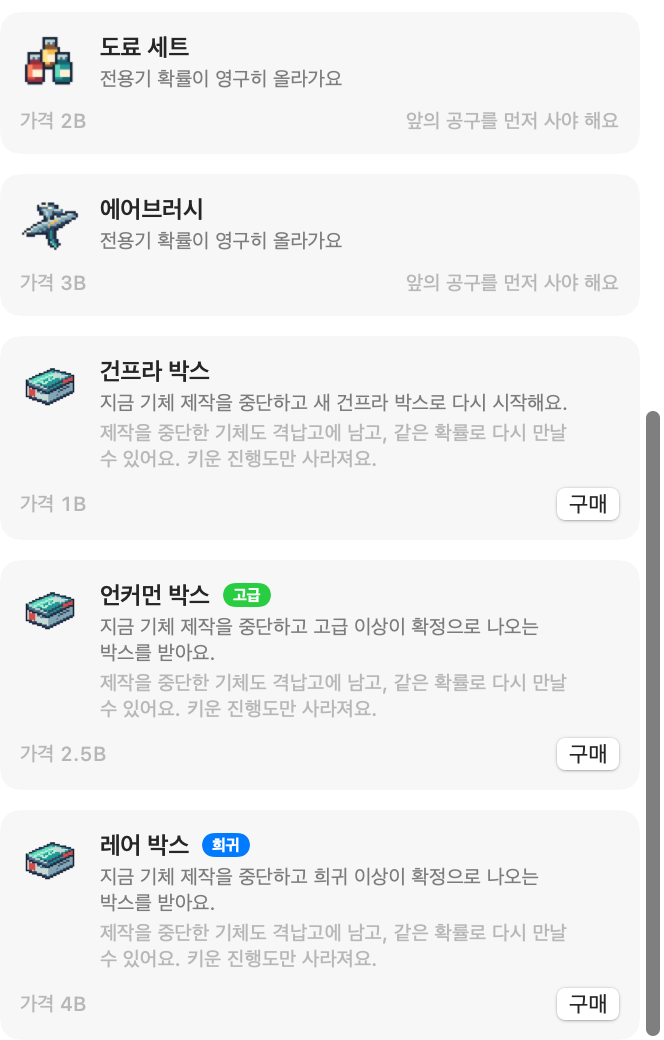 도료 세트
전용기 확률이 영구히 올라가요
가격 2B
앞의 공구를 먼저 사야 해요
에어브러시
전용기 확률이 영구히 올라가요
가격 3B
앞의 공구를 먼저 사야 해요
건프라 박스
지금 기체 제작을 중단하고 새 건프라 박스로 다시 시작해요.
제작을 중단한 기체도 격납고에 남고, 같은 확률로 다시 만날
수 있어요. 키운 진행도만 사라져요.
가격 1B
구매
언커먼 박스 고급
지금 기체 제작을 중단하고 고급 이상이 확정으로 나오는
박스를 받아요.
제작을 중단한 기체도 격납고에 남고, 같은 확률로 다시 만날
수 있어요. 키운 진행도만 사라져요.
가격 2.5B
구매
레어 박스 희귀
지금 기체 제작을 중단하고 희귀 이상이 확정으로 나오는
박스를 받아요.
제작을 중단한 기체도 격납고에 남고, 같은 확률로 다시 만날
수 있어요. 키운 진행도만 사라져요.
가격 4B
구매